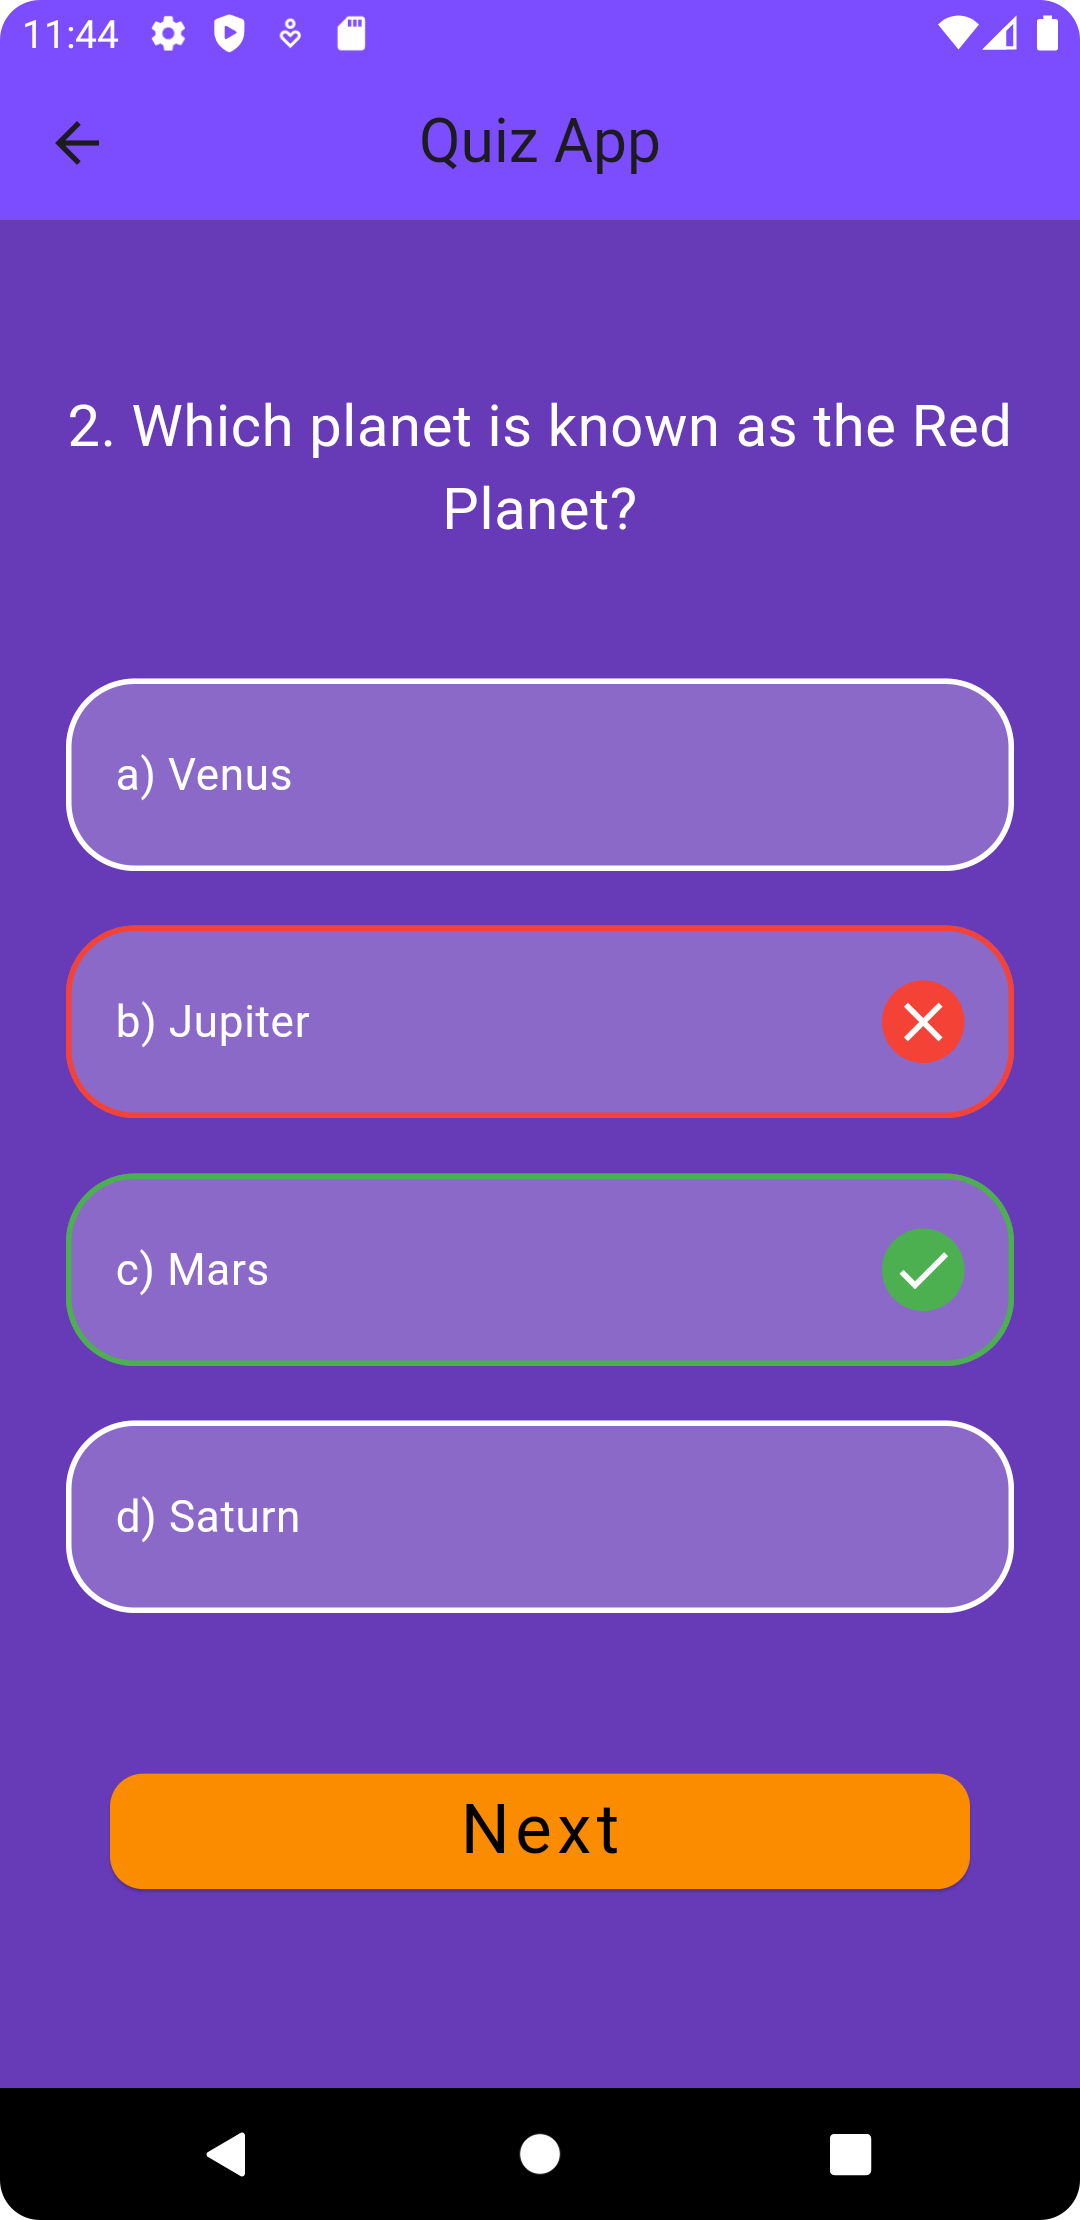 11:44
Quiz App
2. Which planet is known as the Red
Planet?
a) Venus
b) Jupiter
c) Mars
d) Saturn
Next